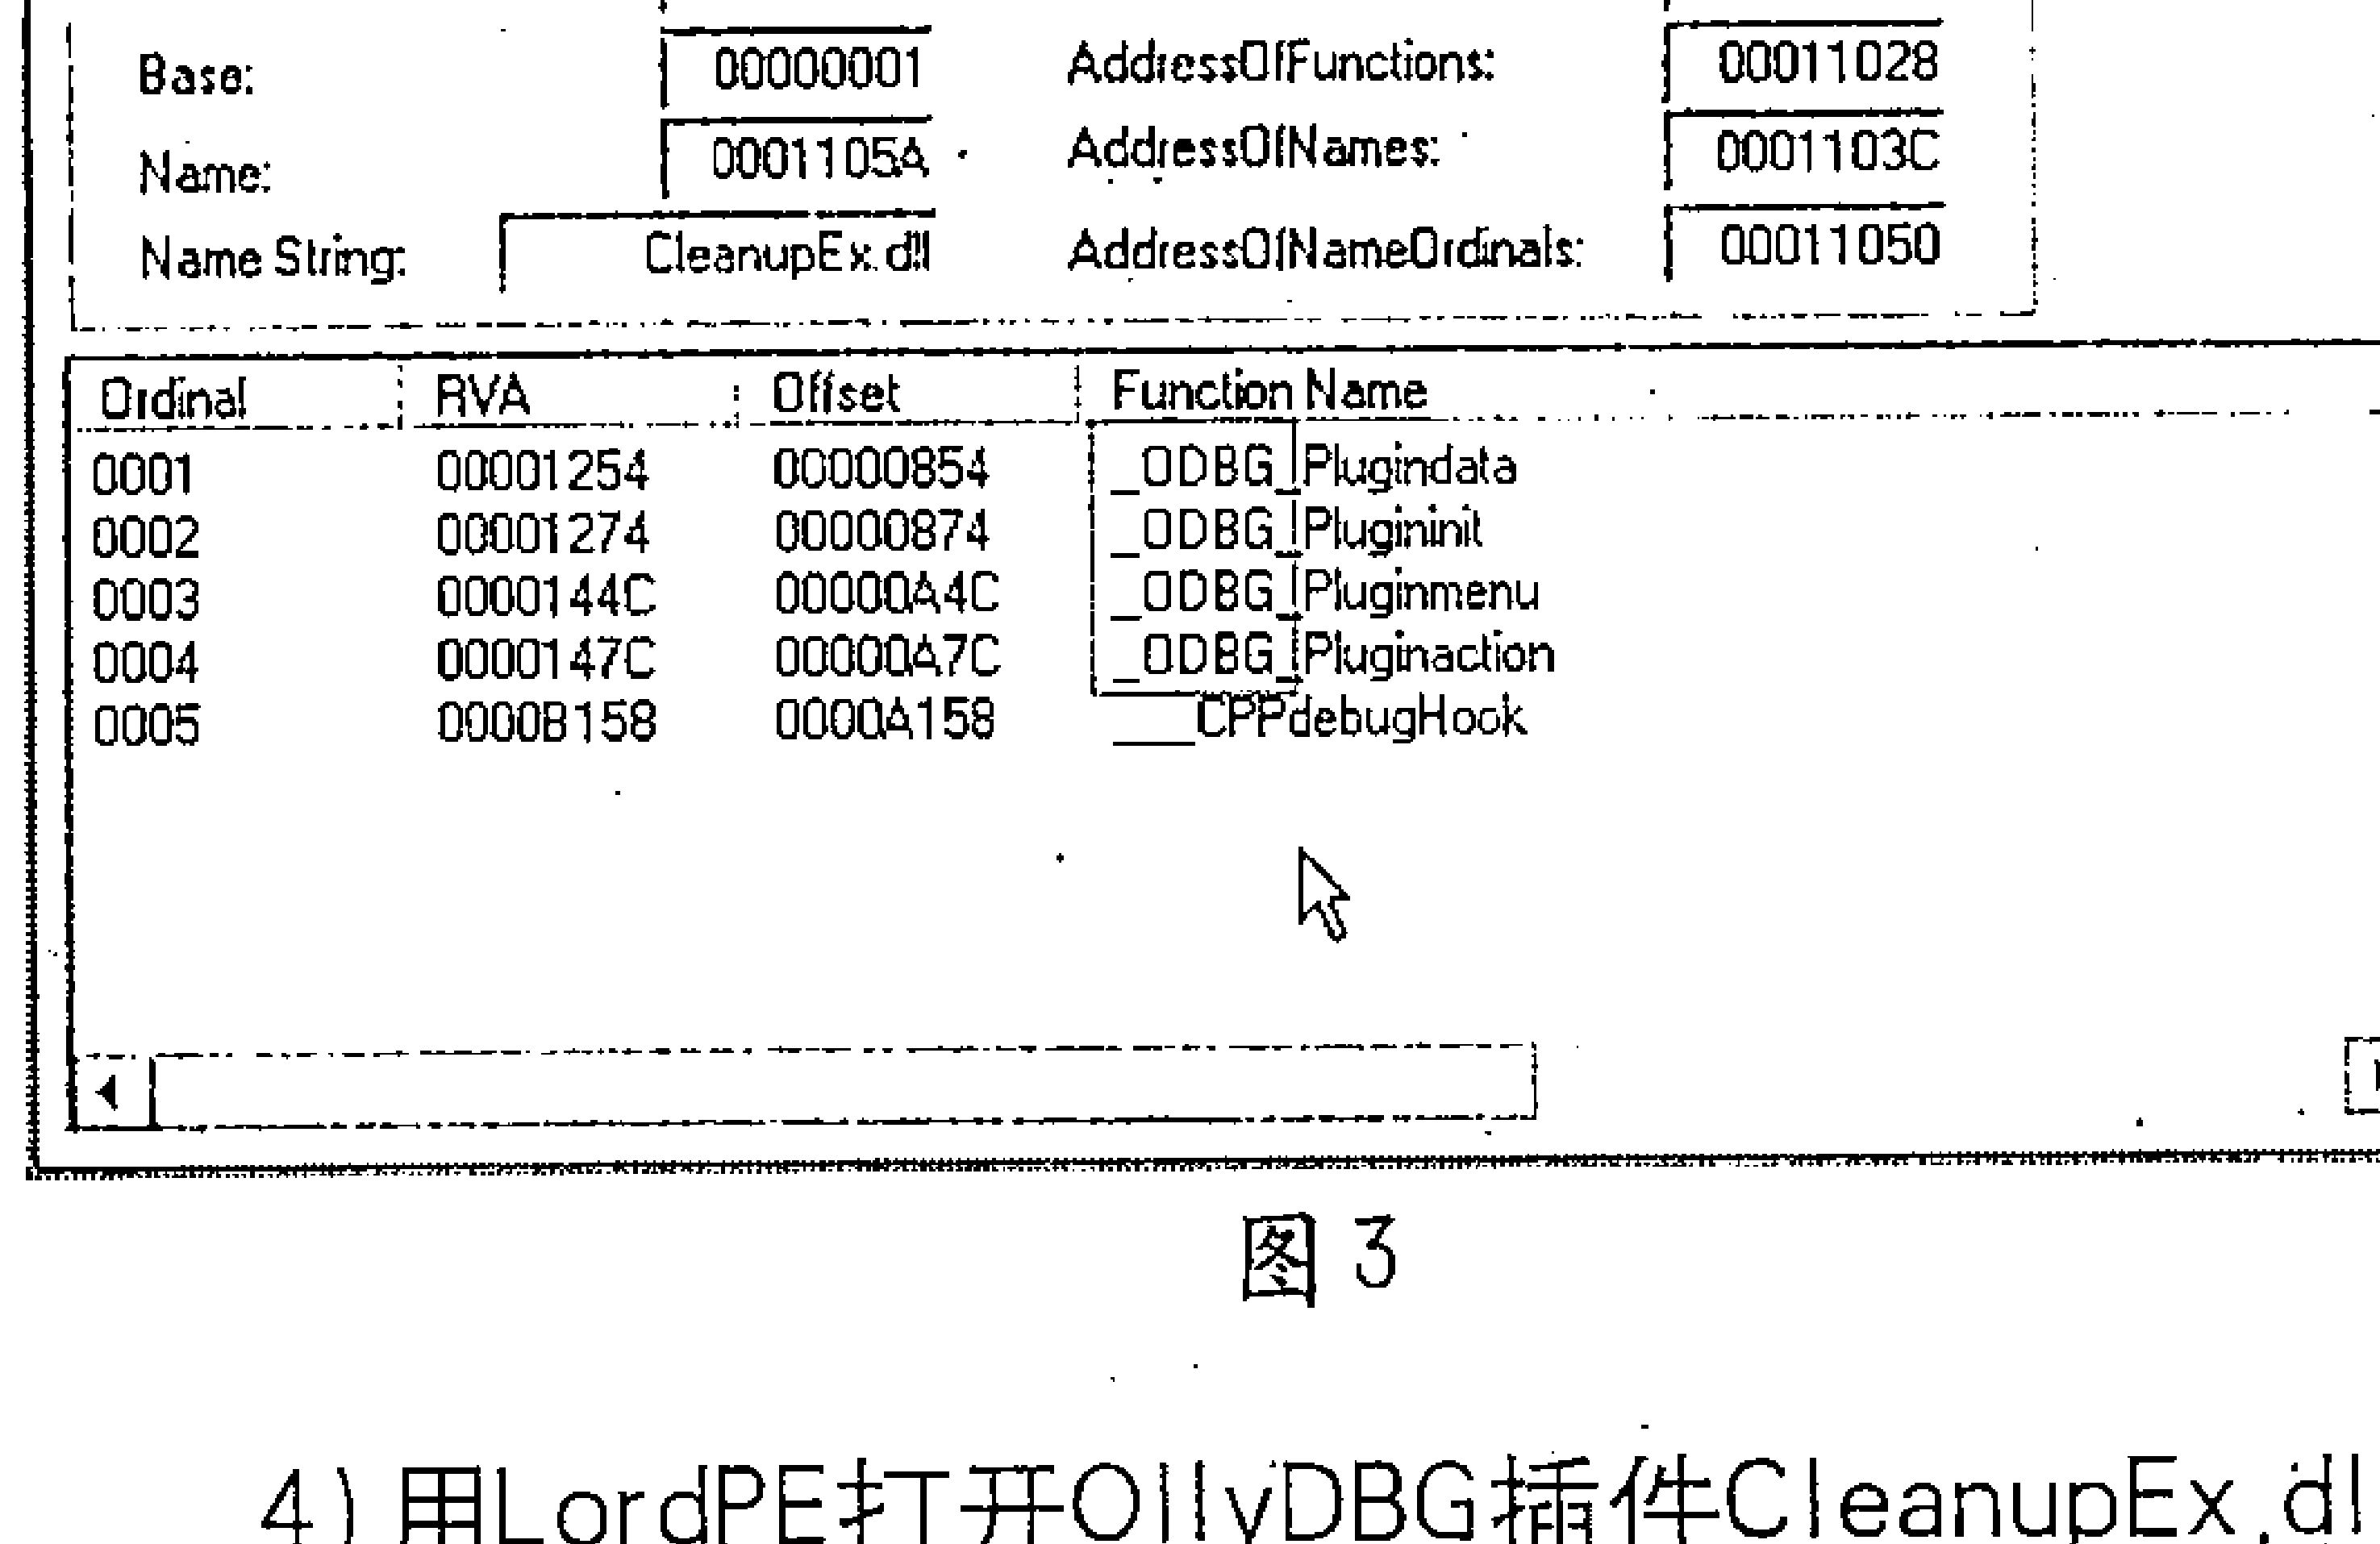 Base: 00000001 AddressOfFunctions: 00011028
Name: 0001105A AddressOfNames: 0001103C
Name String: CleanupEx.dll AddressOfNameOrdinals: 00011050
Ordinal RVA Offset Function Name
0001 00001254 00000854 _ODBG_Plugindata
0002 00001274 00000874 _ODBG_Plugininit
0003 0000144C 00000A4C _ODBG_Pluginmenu
0004 0000147C 00000A7C _ODBG_Pluginaction
0005 0000B158 0000A158 ___CPPdebugHook
图 3
4)用LordPE打开OllyDBG插件CleanupEx.dl